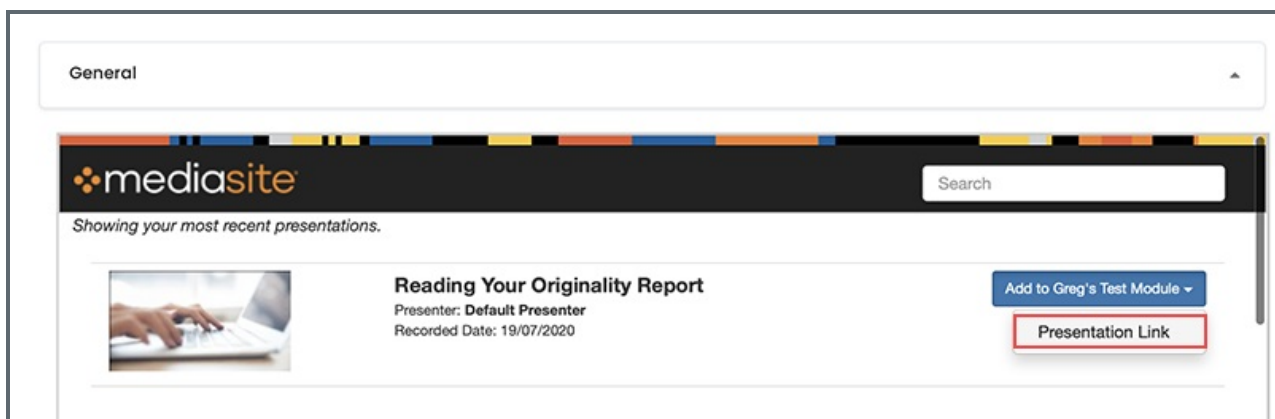 General
mediasite
Search
Showing your most recent presentations.
Reading Your Originality Report
Add to Greg's Test Module
Presenter: Default Presenter
Recorded Date: 19/07/2020
Presentation Link